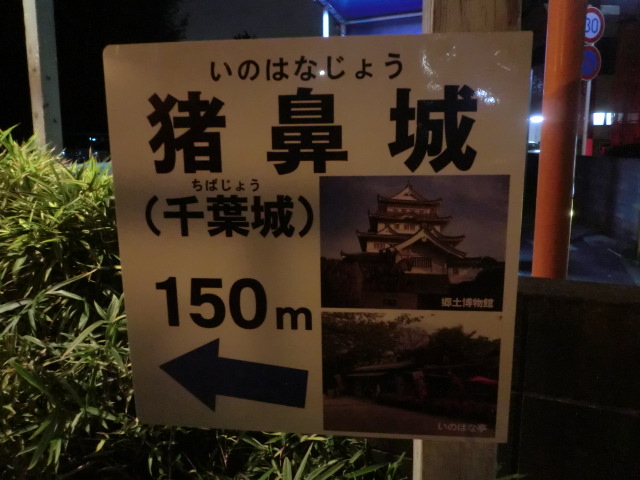 いのはなじょう
猪鼻城
ちばじょう
（千葉城）
郷土博物館
150m
いのはな亭
30